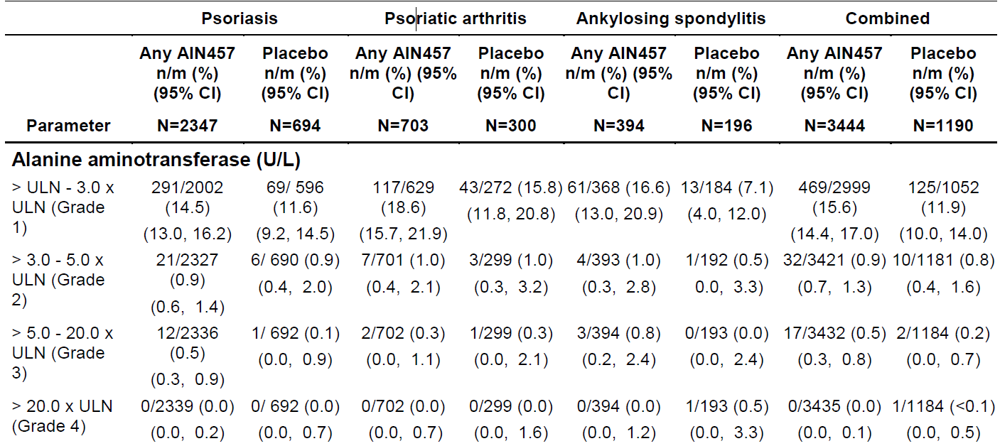 Psoriasis Psoriatic arthritis Ankylosing spondylitis Combined
Any AIN457 Placebo Any AIN457 Placebo Any AIN457 Placebo Any AIN457 Placebo
n/m (%) n/m (%) n/m (%) (95% n/m (%) n/m (%) (95% n/m (%) n/m (%) n/m (%)
(95% CI) (95% CI) CI) (95% CI) CI) (95% CI) (95% CI) (95% CI)
Parameter N=2347 N=694 N=703 N=300 N=394 N=196 N=3444 N=1190
Alanine aminotransferase (U/L)
> ULN - 3.0 x 291/2002 69/ 596 117/629 43/272 (15.8) 61/368 (16.6) 13/184 (7.1) 469/2999 125/1052
ULN (Grade (14.5) (11.6) (18.6) (11.8, 20.8) (13.0, 20.9) (4.0, 12.0) (15.6) (11.9)
1) (13.0, 16.2) (9.2, 14.5) (15.7, 21.9) (14.4, 17.0) (10.0, 14.0)
> 3.0 - 5.0 x 21/2327 6/ 690 (0.9) 7/701 (1.0) 3/299 (1.0) 4/393 (1.0) 1/192 (0.5) 32/3421 (0.9) 10/1181 (0.8)
ULN (Grade (0.9) (0.4, 2.0) (0.4, 2.1) (0.3, 3.2) (0.3, 2.8) 0.0, 3.3) (0.7, 1.3) (0.4, 1.6)
2) (0.6, 1.4)
> 5.0 - 20.0 x 12/2336 1/ 692 (0.1) 2/702 (0.3) 1/299 (0.3) 3/394 (0.8) 0/193 (0.0) 17/3432 (0.5) 2/1184 (0.2)
ULN (Grade (0.5) (0.0, 0.9) (0.0, 1.1) (0.0, 2.1) (0.2, 2.4) (0.0, 2.4) (0.3, 0.8) (0.0, 0.7)
3) (0.3, 0.9)
> 20.0 x ULN 0/2339 (0.0) 0/ 692 (0.0) 0/702 (0.0) 0/299 (0.0) 0/394 (0.0) 1/193 (0.5) 0/3435 (0.0) 1/1184 (<0.1)
(Grade 4) (0.0, 0.2) (0.0, 0.7) (0.0, 0.7) (0.0, 1.6) (0.0, 1.2) (0.0, 3.3) (0.0, 0.1) (0.0, 0.5)